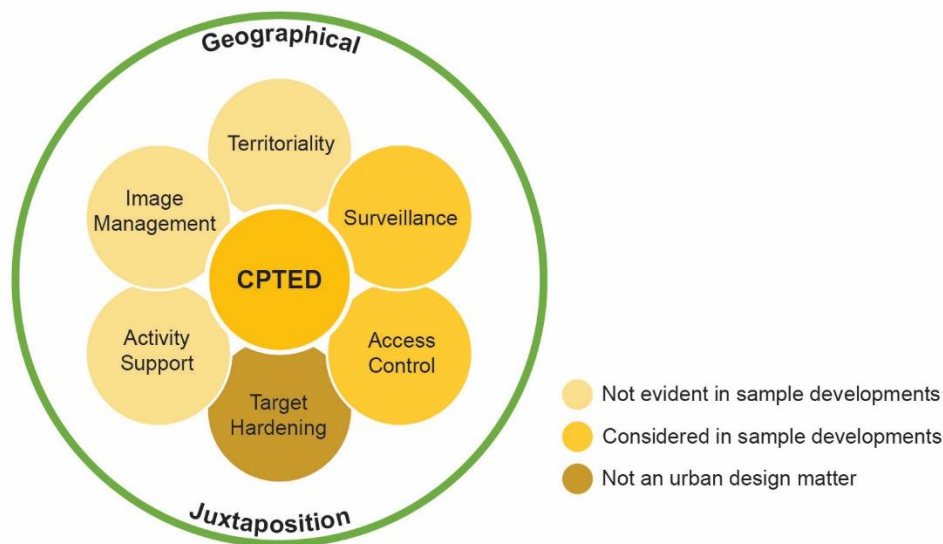 Geographical
Territoriality
Image
Management
Surveillance
CPTED
Activity
Support
Access
Control
Target
Hardening
Juxtaposition
Not evident in sample developments
Considered in sample developments
Not an urban design matter